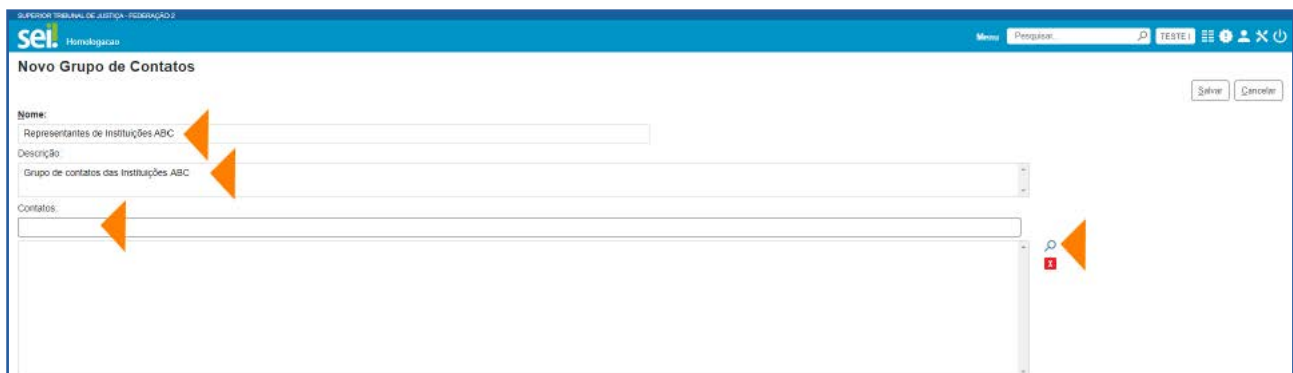 SUPERIOR TRIBUNAL DE JUSTIÇA - FEDERAÇÃO 2
sei! Homologacao Menu Pesquisar... TESTE I
Novo Grupo de Contatos
Salvar Cancelar
Nome:
Representantes de Instituições ABC
Descrição:
Grupo de contatos das Instituições ABC
Contatos:
X